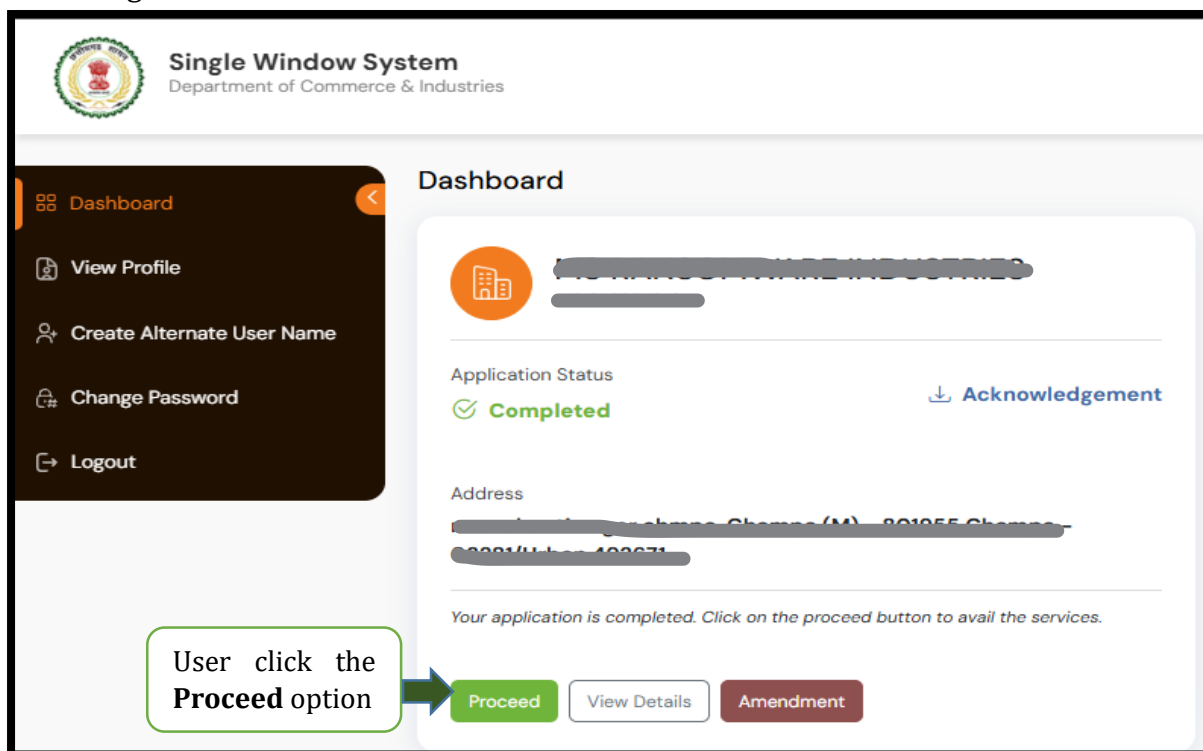 Single Window System
Department of Commerce & Industries
Dashboard
View Profile
Create Alternate User Name
Change Password
Logout
Dashboard
Application Status
Completed
Acknowledgement
Address
Your application is completed. Click on the proceed button to avail the services.
User click the
Proceed option
Proceed
View Details
Amendment